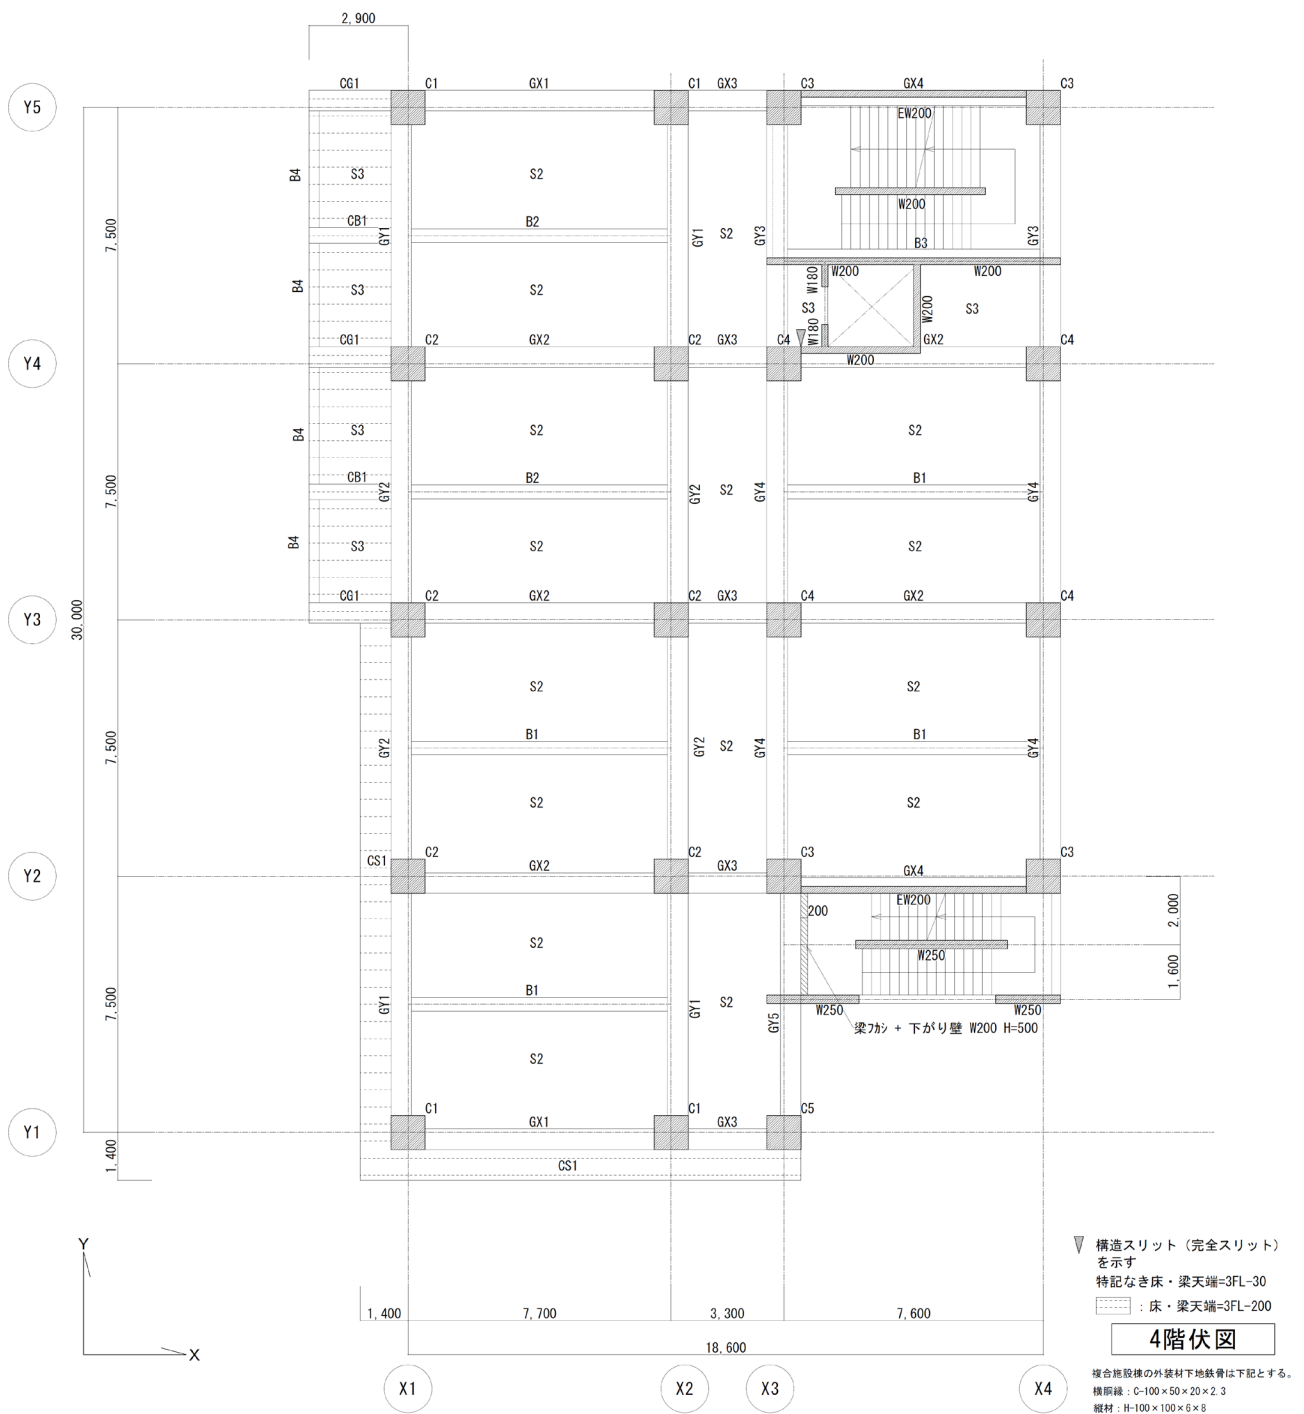 2,900
CG1 C1 GX1 C1 GX3 C3 GX4 C3
Y5
EW200
B4 S3 S2
W200
CB1 B2
7,500 GY1 GY1 S2 GY3 GY3
B3
W200 W200
B4 S3 S2 W180 S3 W200 S3
W180
CG1 C2 GX2 C2 GX3 C4 GX2 C4
Y4
W200
B4 S3 S2 S2
CB1 B2 B1
7,500 GY2 GY2 S2 GY4 GY4
B4 S3 S2 S2
CG1 C2 GX2 C2 GX3 C4 GX2 C4
Y3
30,000
S2 S2
B1 B1
7,500 GY2 GY2 S2 GY4 GY4
S2 S2
CS1 C2 GX2 C2 GX3 C3 GX4 C3
Y2
EW200
200 2,000
S2
W250
B1 1,600
7,500 GY1 GY1 S2 GY5
W250 W250
梁フカシ + 下がり壁 W200 H=500
S2
C1 GX1 C1 GX3 C5
Y1
1,400
CS1
Y
X
構造スリット（完全スリット）
を示す
特記なき床・梁天端=3FL-30
：床・梁天端=3FL-200
1,400 7,700 3,300 7,600
4階伏図
18,600
複合施設棟の外装材下地鉄骨は下記とする。
横胴縁：C-100×50×20×2.3
縦材：H-100×100×6×8
X1 X2 X3 X4